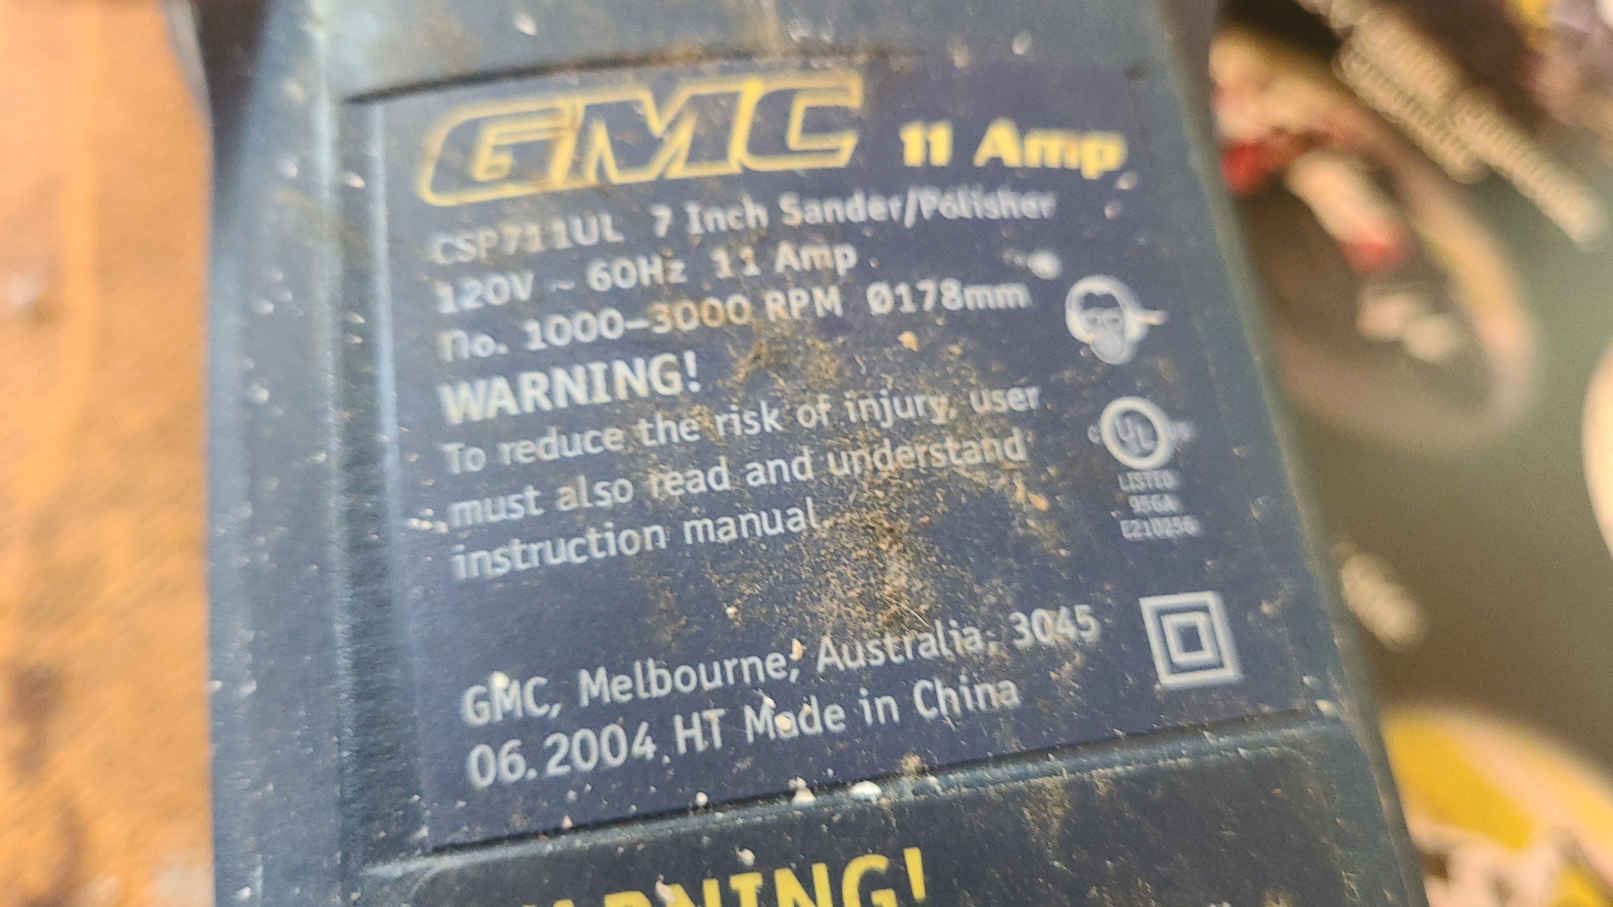 GMC 11 Amp
CSP711UL 7 Inch Sander/Polisher
120V ~ 60Hz 11 Amp
no. 1000-3000 RPM Ø178mm
WARNING!
To reduce the risk of injury, user
must also read and understand
instruction manual.
UL
LISTED
GMC, Melbourne, Australia, 3045
06.2004 HT Made in China
WARNING!